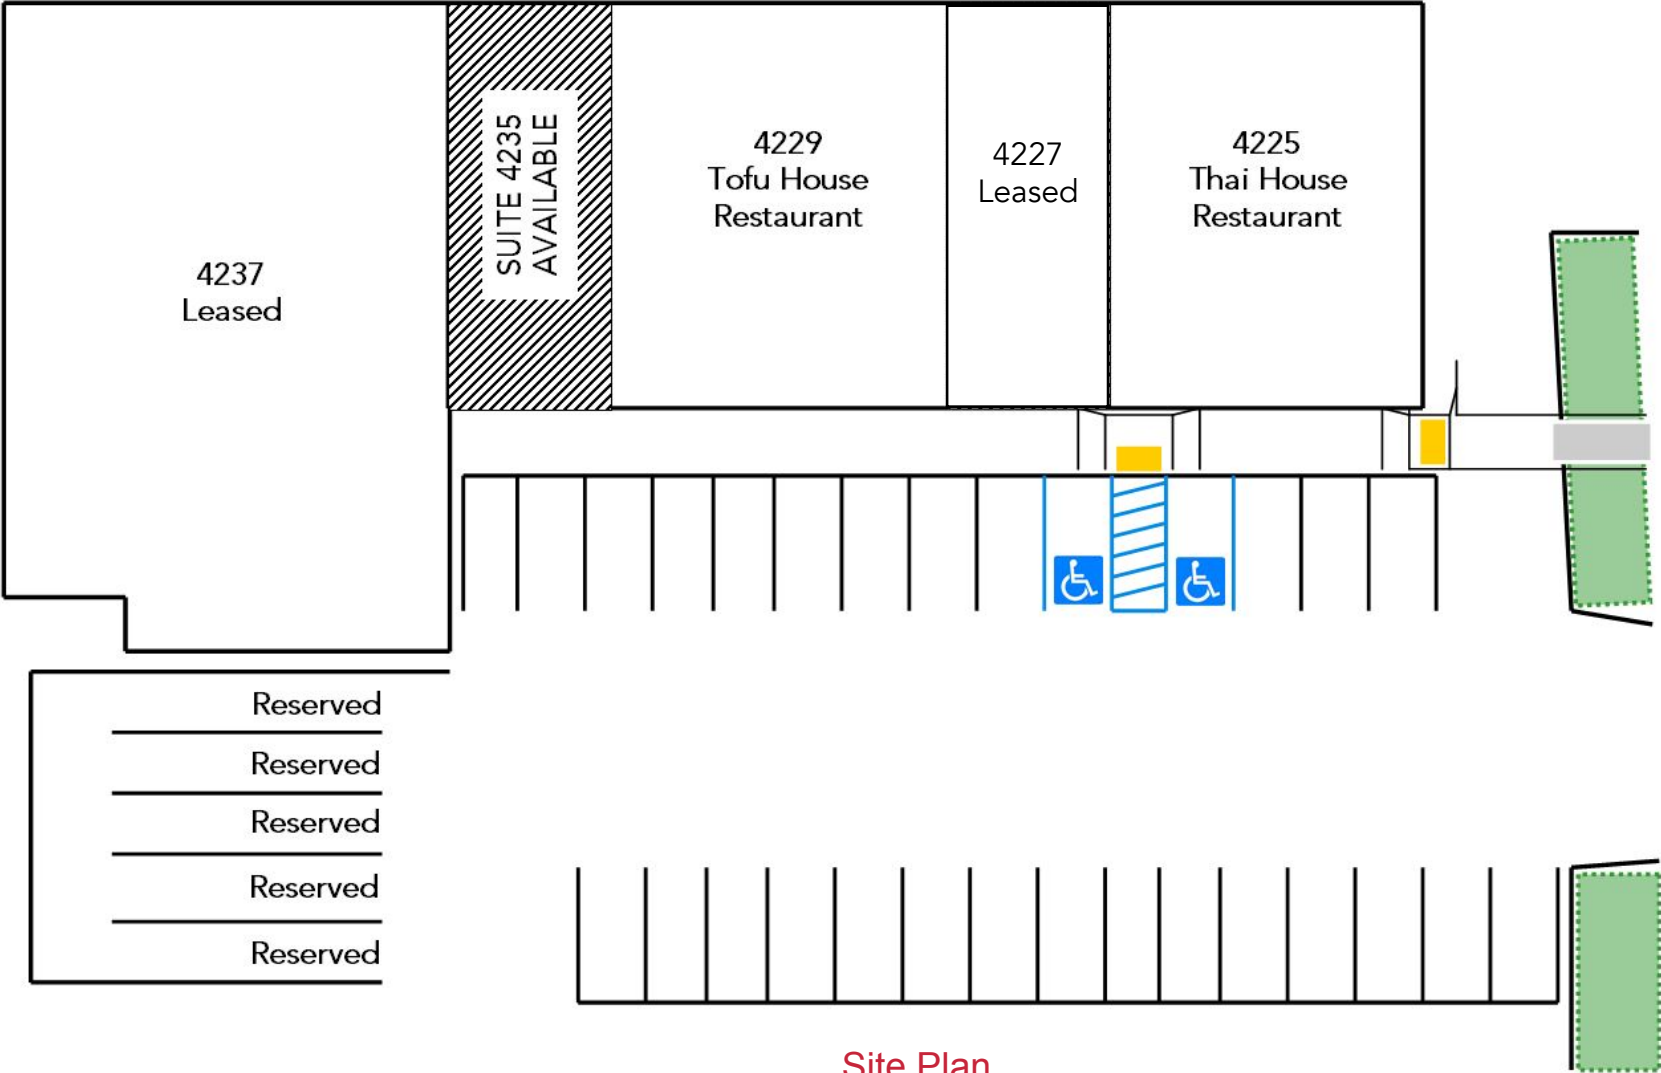 4237
Leased
SUITE 4235
AVAILABLE
4229
Tofu House
Restaurant
4227
Leased
4225
Thai House
Restaurant
Reserved
Reserved
Reserved
Reserved
Reserved
Site Plan